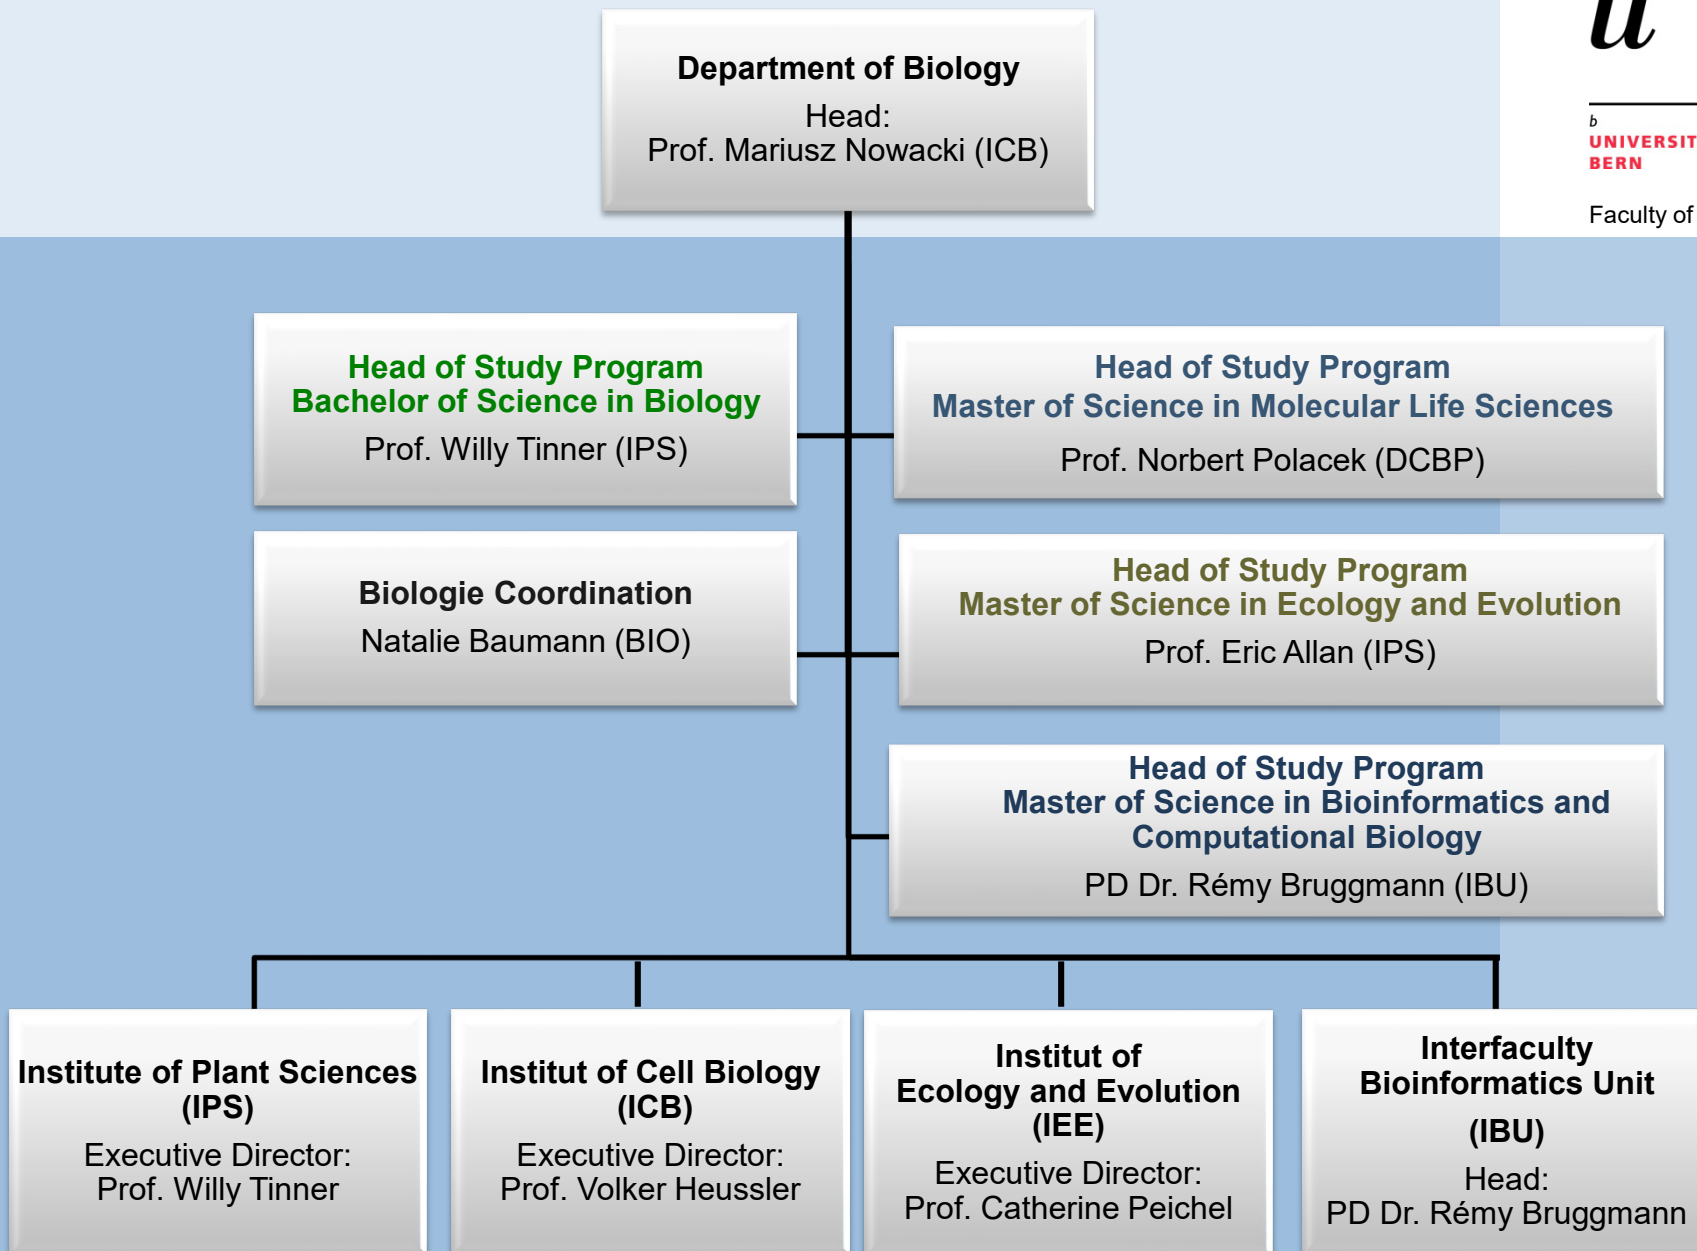 Department of Biology
Head:
Prof. Mariusz Nowacki (ICB)
u
b
UNIVERSIT
BERN
Faculty of
Head of Study Program
Bachelor of Science in Biology
Prof. Willy Tinner (IPS)
Head of Study Program
Master of Science in Molecular Life Sciences
Prof. Norbert Polacek (DCBP)
Biologie Coordination
Natalie Baumann (BIO)
Head of Study Program
Master of Science in Ecology and Evolution
Prof. Eric Allan (IPS)
Head of Study Program
Master of Science in Bioinformatics and
Computational Biology
PD Dr. Rémy Bruggmann (IBU)
Institute of Plant Sciences
(IPS)
Executive Director:
Prof. Willy Tinner
Institut of Cell Biology
(ICB)
Executive Director:
Prof. Volker Heussler
Institut of
Ecology and Evolution
(IEE)
Executive Director:
Prof. Catherine Peichel
Interfaculty
Bioinformatics Unit
(IBU)
Head:
PD Dr. Rémy Bruggmann